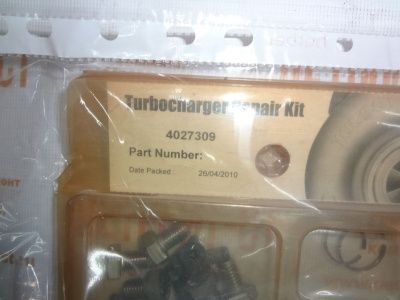 Turbocharger Repair Kit
4027309
Part Number:
Date Packed 26/04/2010